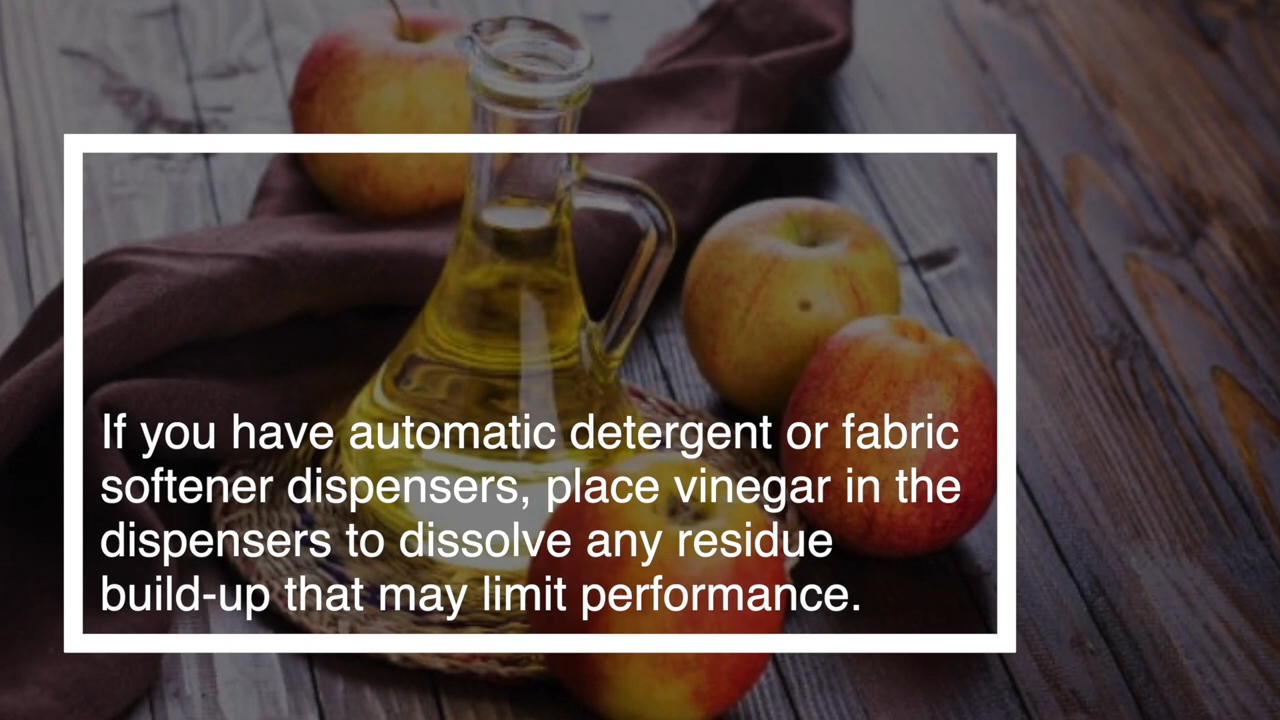 If you have automatic detergent or fabric
softener dispensers, place vinegar in the
dispensers to dissolve any residue
build-up that may limit performance.